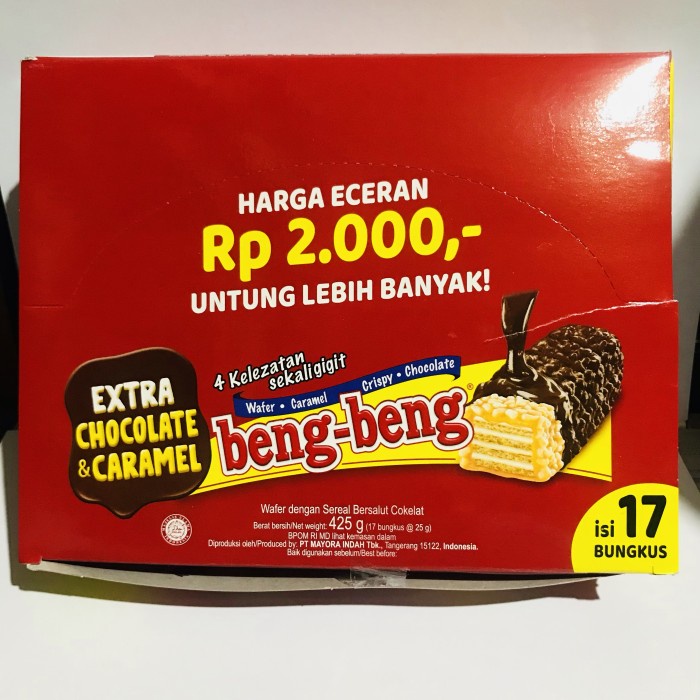 HARGA ECERAN
Rp 2.000,-
UNTUNG LEBIH BANYAK!
4 Kelezatan
sekaligigit
Wafer • Caramel Crispy • Chocolate
beng-beng®
EXTRA
CHOCOLATE
& CARAMEL
Wafer dengan Sereal Bersalut Cokelat
Berat bersih/Net weight: 425 g (17 bungkus @ 25 g)
BPOM RI MD lihat kemasan dalam
Diproduksi oleh/Produced by: PT MAYORA INDAH Tbk., Tangerang 15122, Indonesia.
Baik digunakan sebelum/Best before:
isi 17
BUNGKUS